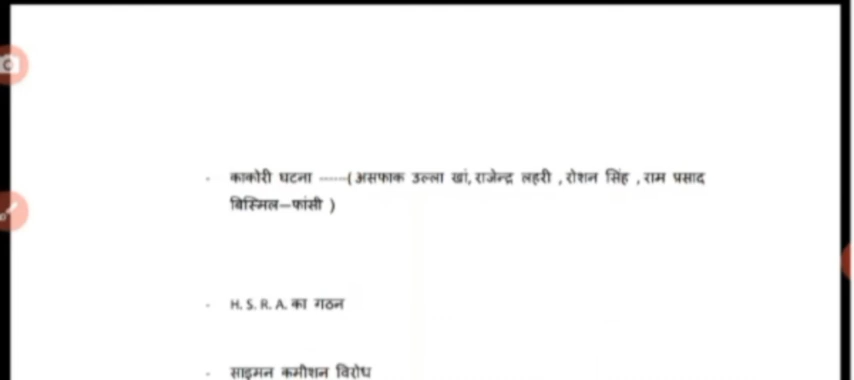 - काकोरी घटना ------( असफाक उल्ला खां, राजेन्द्र लहरी , रोशन सिंह , राम प्रसाद
बिस्मिल–फांसी )
- H. S. R. A. का गठन
- साइमन कमीशन विरोध